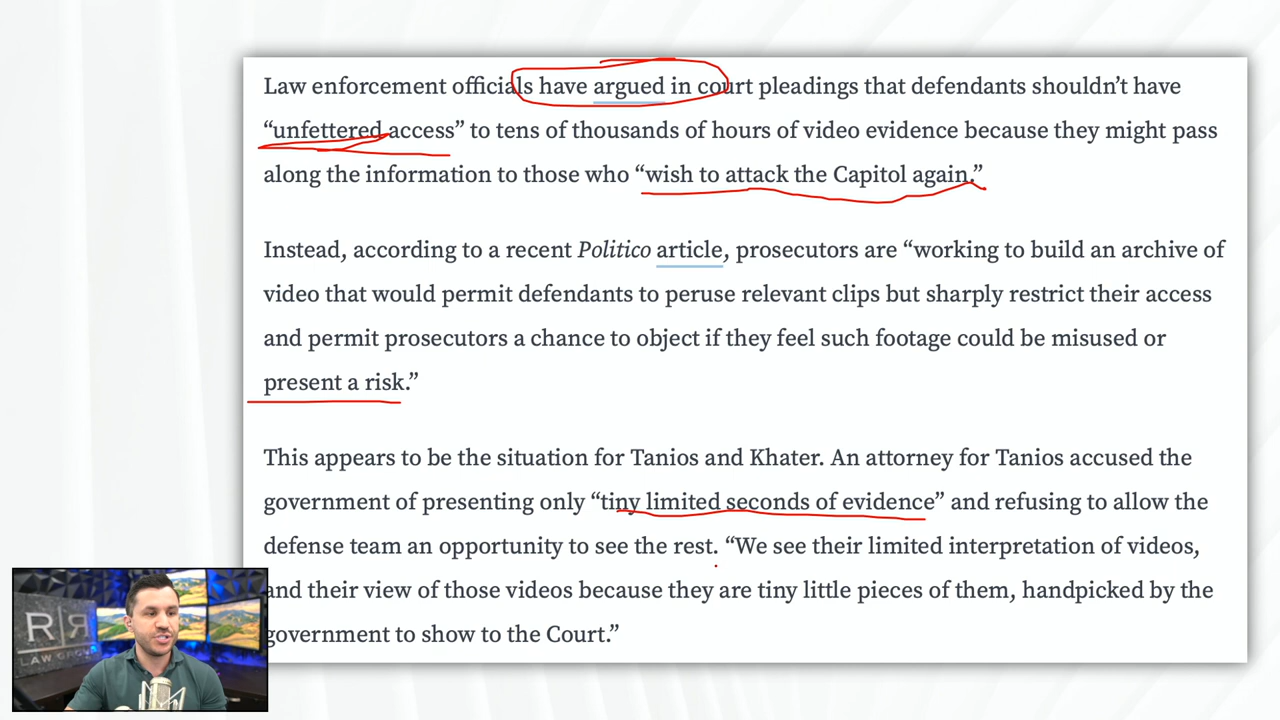 Law enforcement officials have argued in court pleadings that defendants shouldn’t have
“unfettered access” to tens of thousands of hours of video evidence because they might pass
along the information to those who “wish to attack the Capitol again.”
Instead, according to a recent Politico article, prosecutors are “working to build an archive of
video that would permit defendants to peruse relevant clips but sharply restrict their access
and permit prosecutors a chance to object if they feel such footage could be misused or
present a risk.”
This appears to be the situation for Tanios and Khater. An attorney for Tanios accused the
government of presenting only “tiny limited seconds of evidence” and refusing to allow the
defense team an opportunity to see the rest. “We see their limited interpretation of videos,
and their view of those videos because they are tiny little pieces of them, handpicked by the
government to show to the Court.”
R|R
LAW GROUP